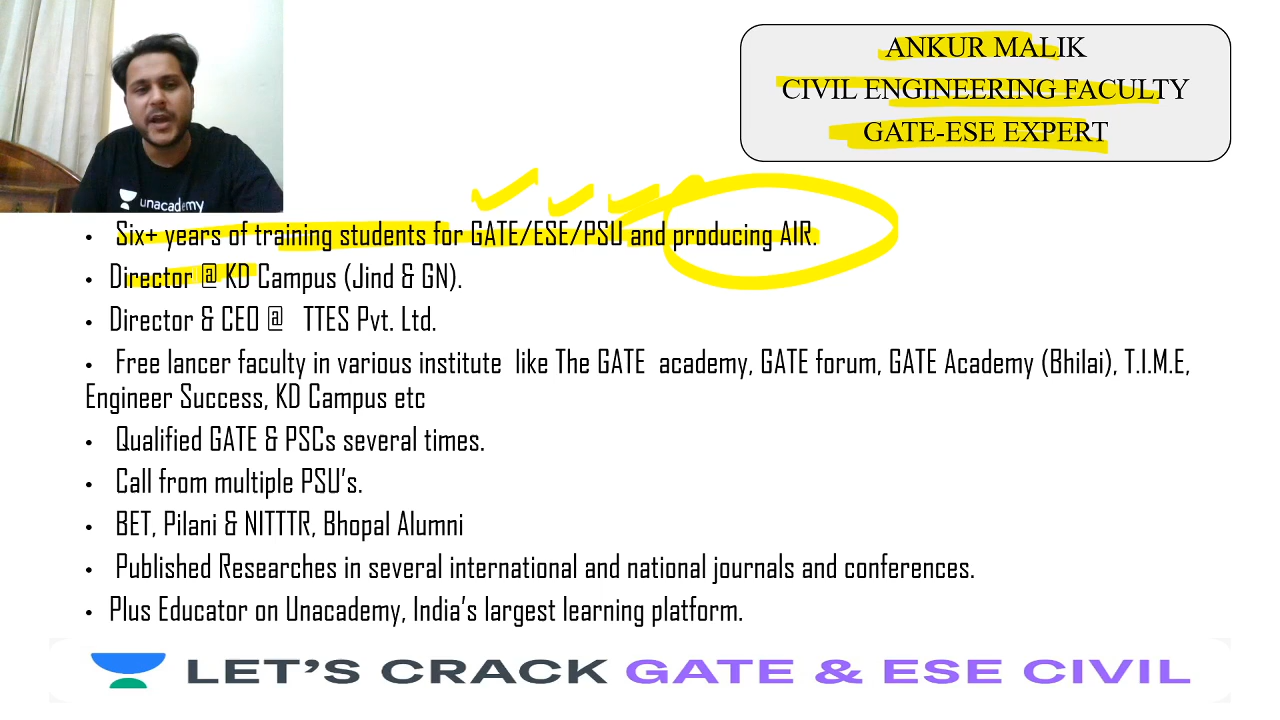 ANKUR MALIK
CIVIL ENGINEERING FACULTY
GATE-ESE EXPERT
unacademy
• Six+ years of training students for GATE/ESE/PSU and producing AIR.
• Director @ KD Campus (Jind & GN).
• Director & CEO @ TTES Pvt. Ltd.
• Free lancer faculty in various institute like The GATE academy, GATE forum, GATE Academy (Bhilai), T.I.M.E,
Engineer Success, KD Campus etc
• Qualified GATE & PSCs several times.
• Call from multiple PSU's.
• BET, Pilani & NITTTR, Bhopal Alumni
• Published Researches in several international and national journals and conferences.
• Plus Educator on Unacademy, India's largest learning platform.
LET'S CRACK GATE & ESE CIVIL